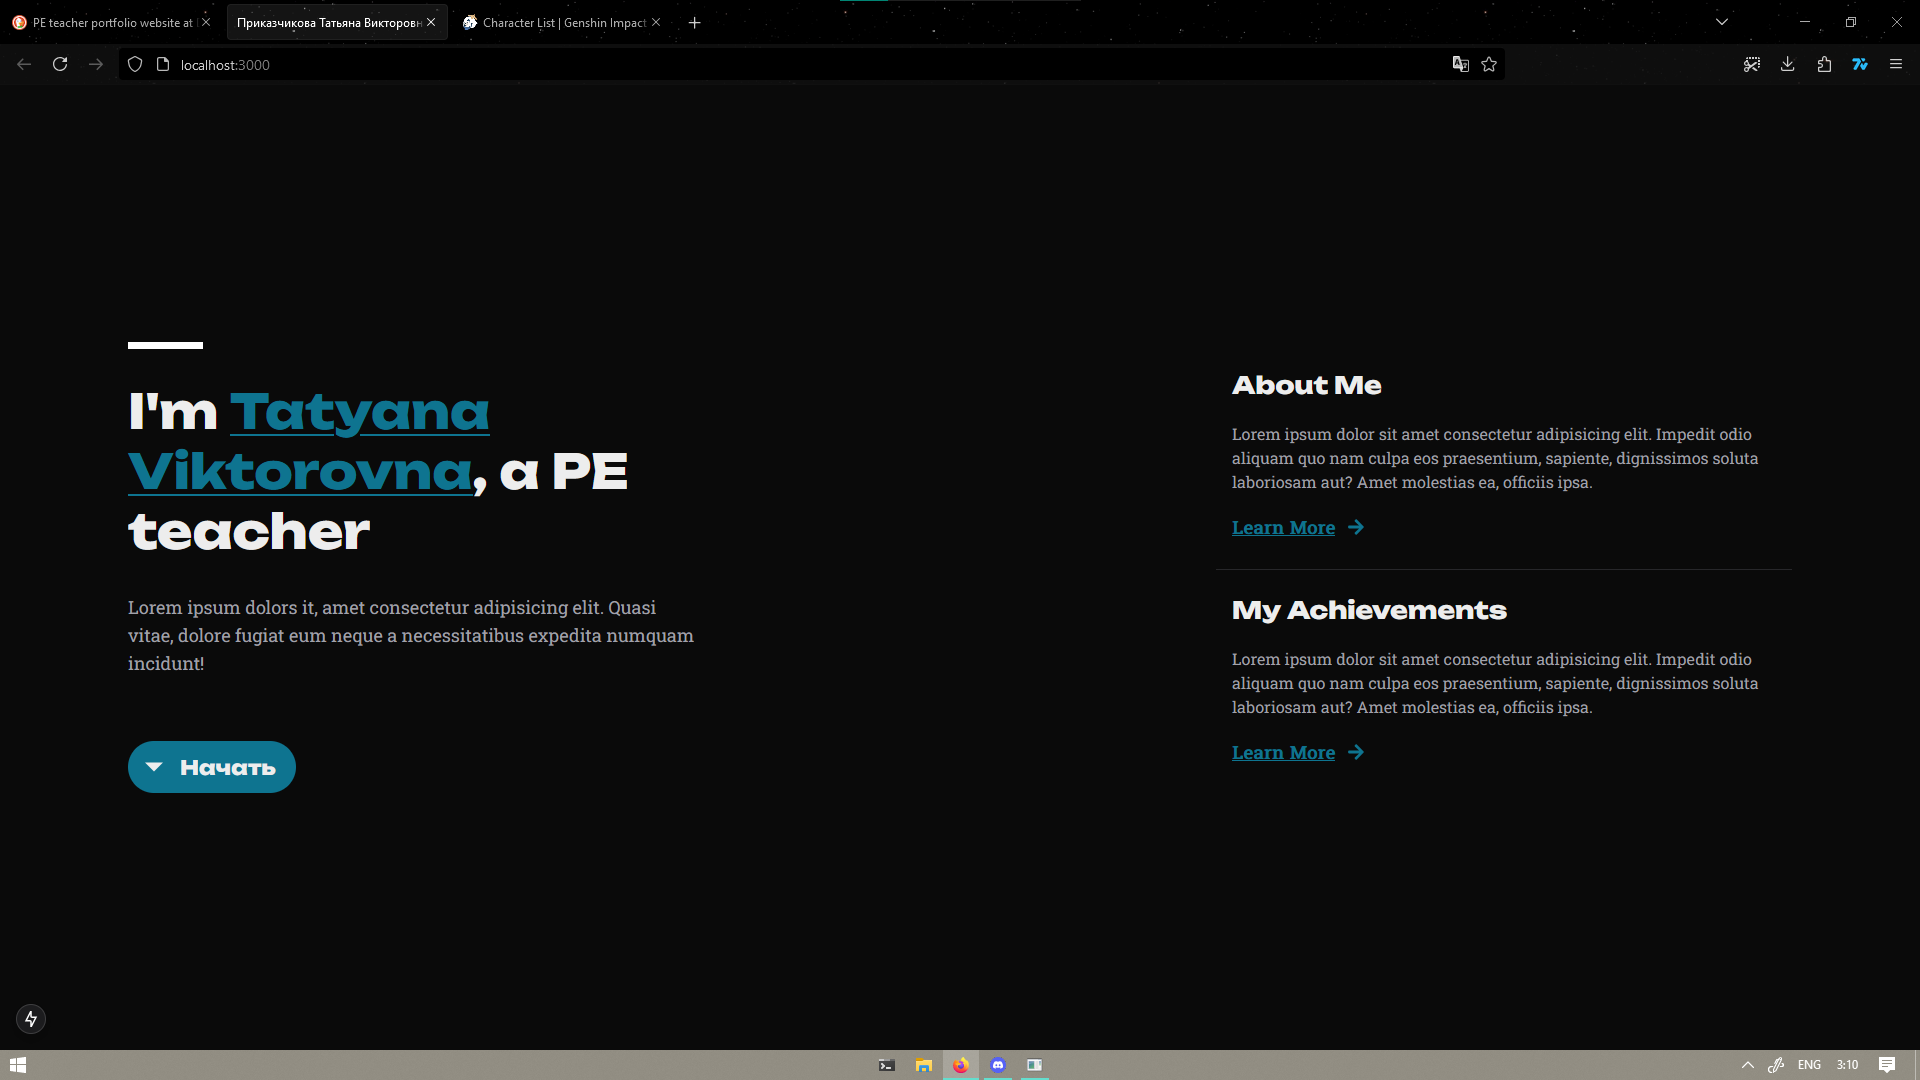 PE teacher portfolio website at
Приказчикова Татьяна Викторовн
Character List | Genshin Impact
localhost:3000
I'm Tatyana
Viktorovna, a PE
teacher
Lorem ipsum dolors it, amet consectetur adipisicing elit. Quasi
vitae, dolore fugiat eum neque a necessitatibus expedita numquam
incidunt!
Начать
About Me
Lorem ipsum dolor sit amet consectetur adipisicing elit. Impedit odio
aliquam quo nam culpa eos praesentium, sapiente, dignissimos soluta
laboriosam aut? Amet molestias ea, officiis ipsa.
Learn More
My Achievements
Lorem ipsum dolor sit amet consectetur adipisicing elit. Impedit odio
aliquam quo nam culpa eos praesentium, sapiente, dignissimos soluta
laboriosam aut? Amet molestias ea, officiis ipsa.
Learn More
ENG
3:10